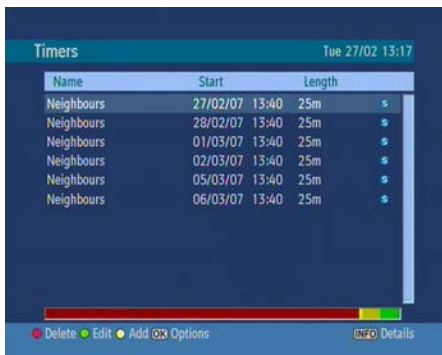 Timers Tue 27/02 13:17
Name Start Length
Neighbours 27/02/07 13:40 25m S
Neighbours 28/02/07 13:40 25m S
Neighbours 01/03/07 13:40 25m S
Neighbours 02/03/07 13:40 25m S
Neighbours 05/03/07 13:40 25m S
Neighbours 06/03/07 13:40 25m S
Delete Edit Add OK Options INFO Details